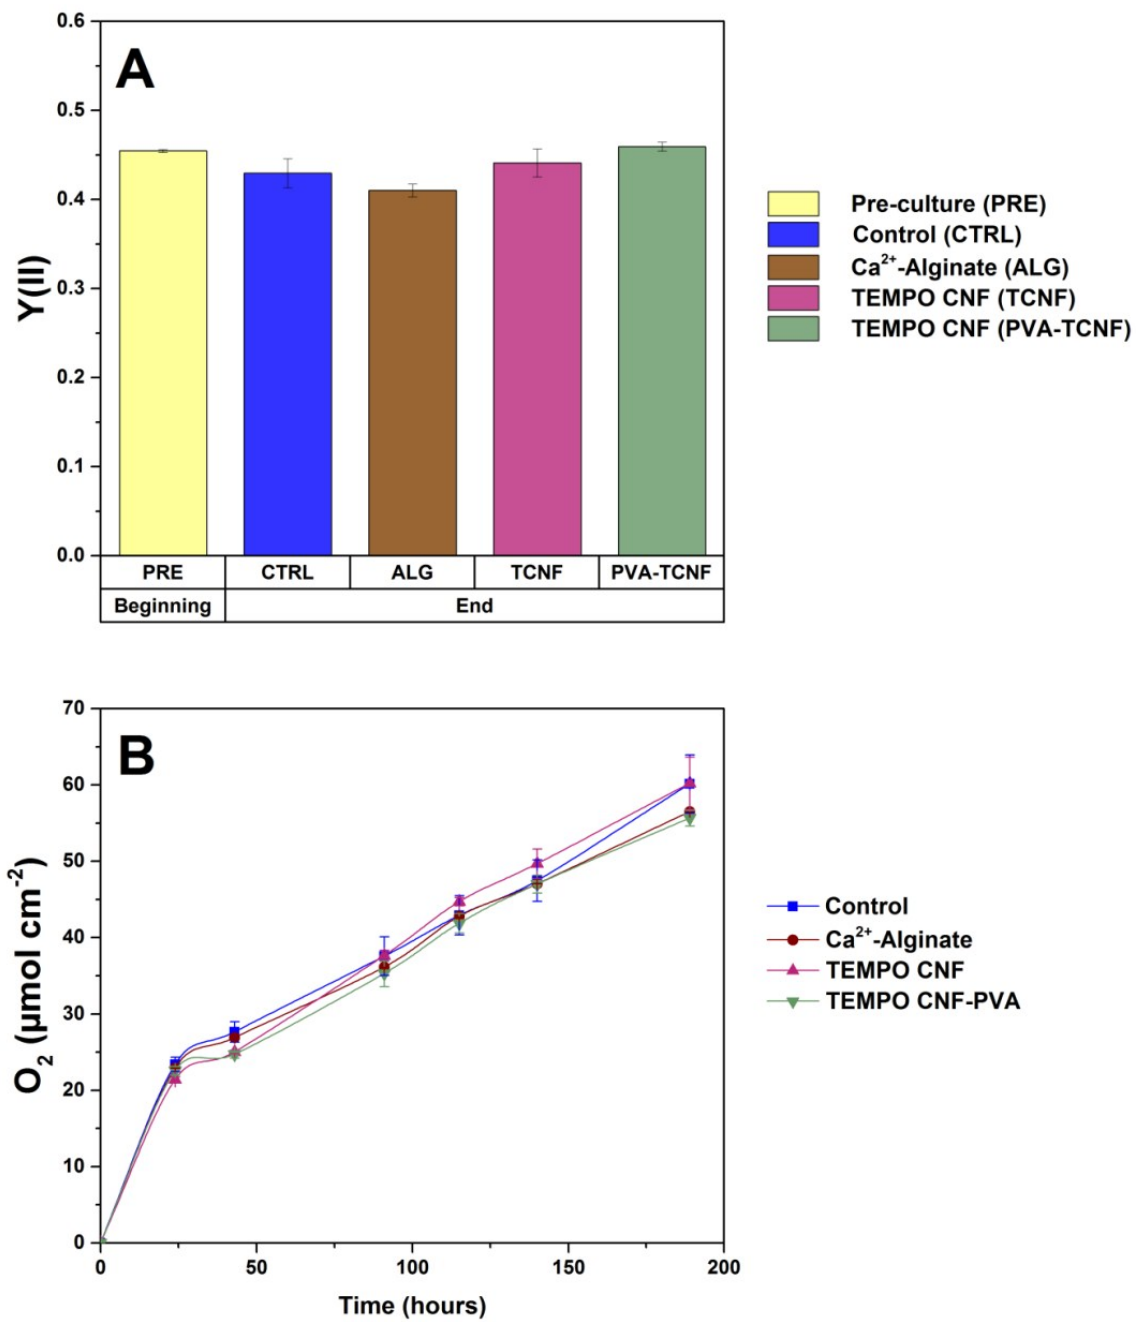 A
0.6
0.5
0.4
0.3
0.2
0.1
0.0
Y(II)
PRE CTRL ALG TCNF PVA-TCNF
Beginning End
Pre-culture (PRE)
Control (CTRL)
Ca²⁺-Alginate (ALG)
TEMPO CNF (TCNF)
TEMPO CNF (PVA-TCNF)
B
70
60
50
40
30
20
10
0
O₂ (µmol cm⁻²)
0 50 100 150 200
Time (hours)
Control
Ca²⁺-Alginate
TEMPO CNF
TEMPO CNF-PVA